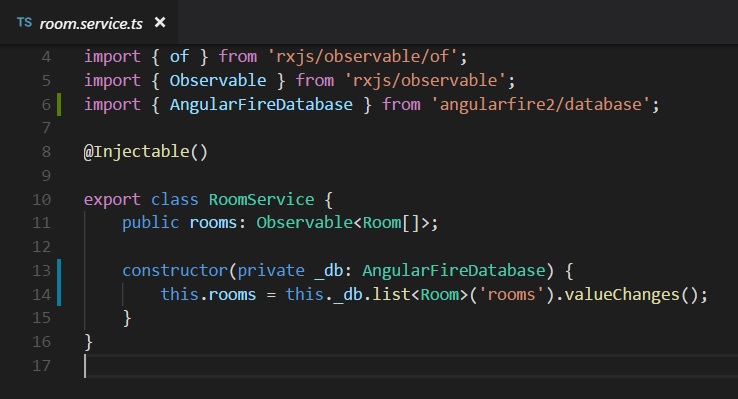 TS room.service.ts ×
4 import { of } from 'rxjs/observable/of';
5 import { Observable } from 'rxjs/observable';
6 import { AngularFireDatabase } from 'angularfire2/database';
7
8 @Injectable()
9
10 export class RoomService {
11     public rooms: Observable<Room[]>;
12
13     constructor(private _db: AngularFireDatabase) {
14         this.rooms = this._db.list<Room>('rooms').valueChanges();
15     }
16 }
17